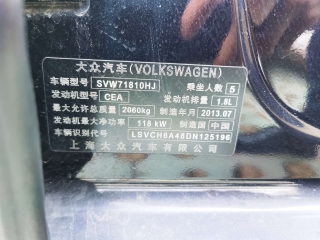 大众汽车(VOLKSWAGEN)
车辆型号 SVW71810HJ 乘坐人数 5
发动机型号 CEA 发动机排量 1.8L
最大允许总质量 2060kg 制造年月 2013.07
发动机最大净功率 118kW 制造国 中国
车辆识别代号 LSVCH6A48DN125196
上海大众汽车有限公司